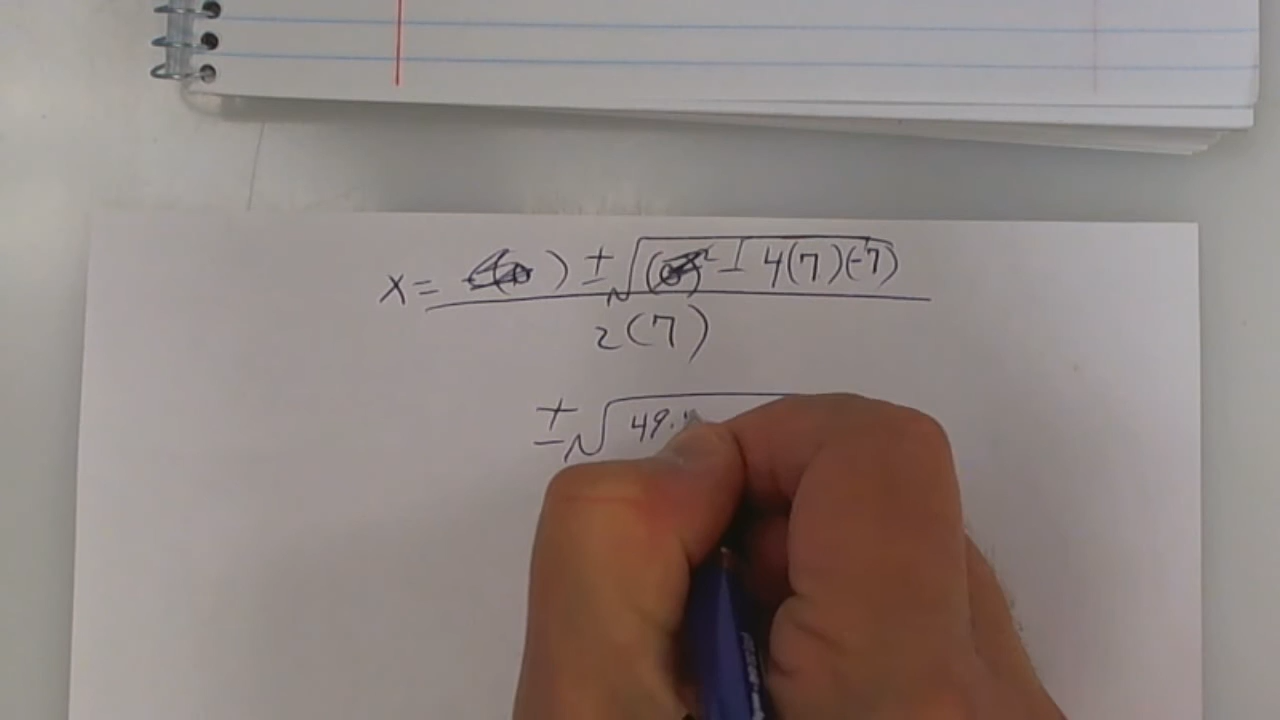 x = ) ± √( )² - 4(7)(-7)
2(7)
± √49.